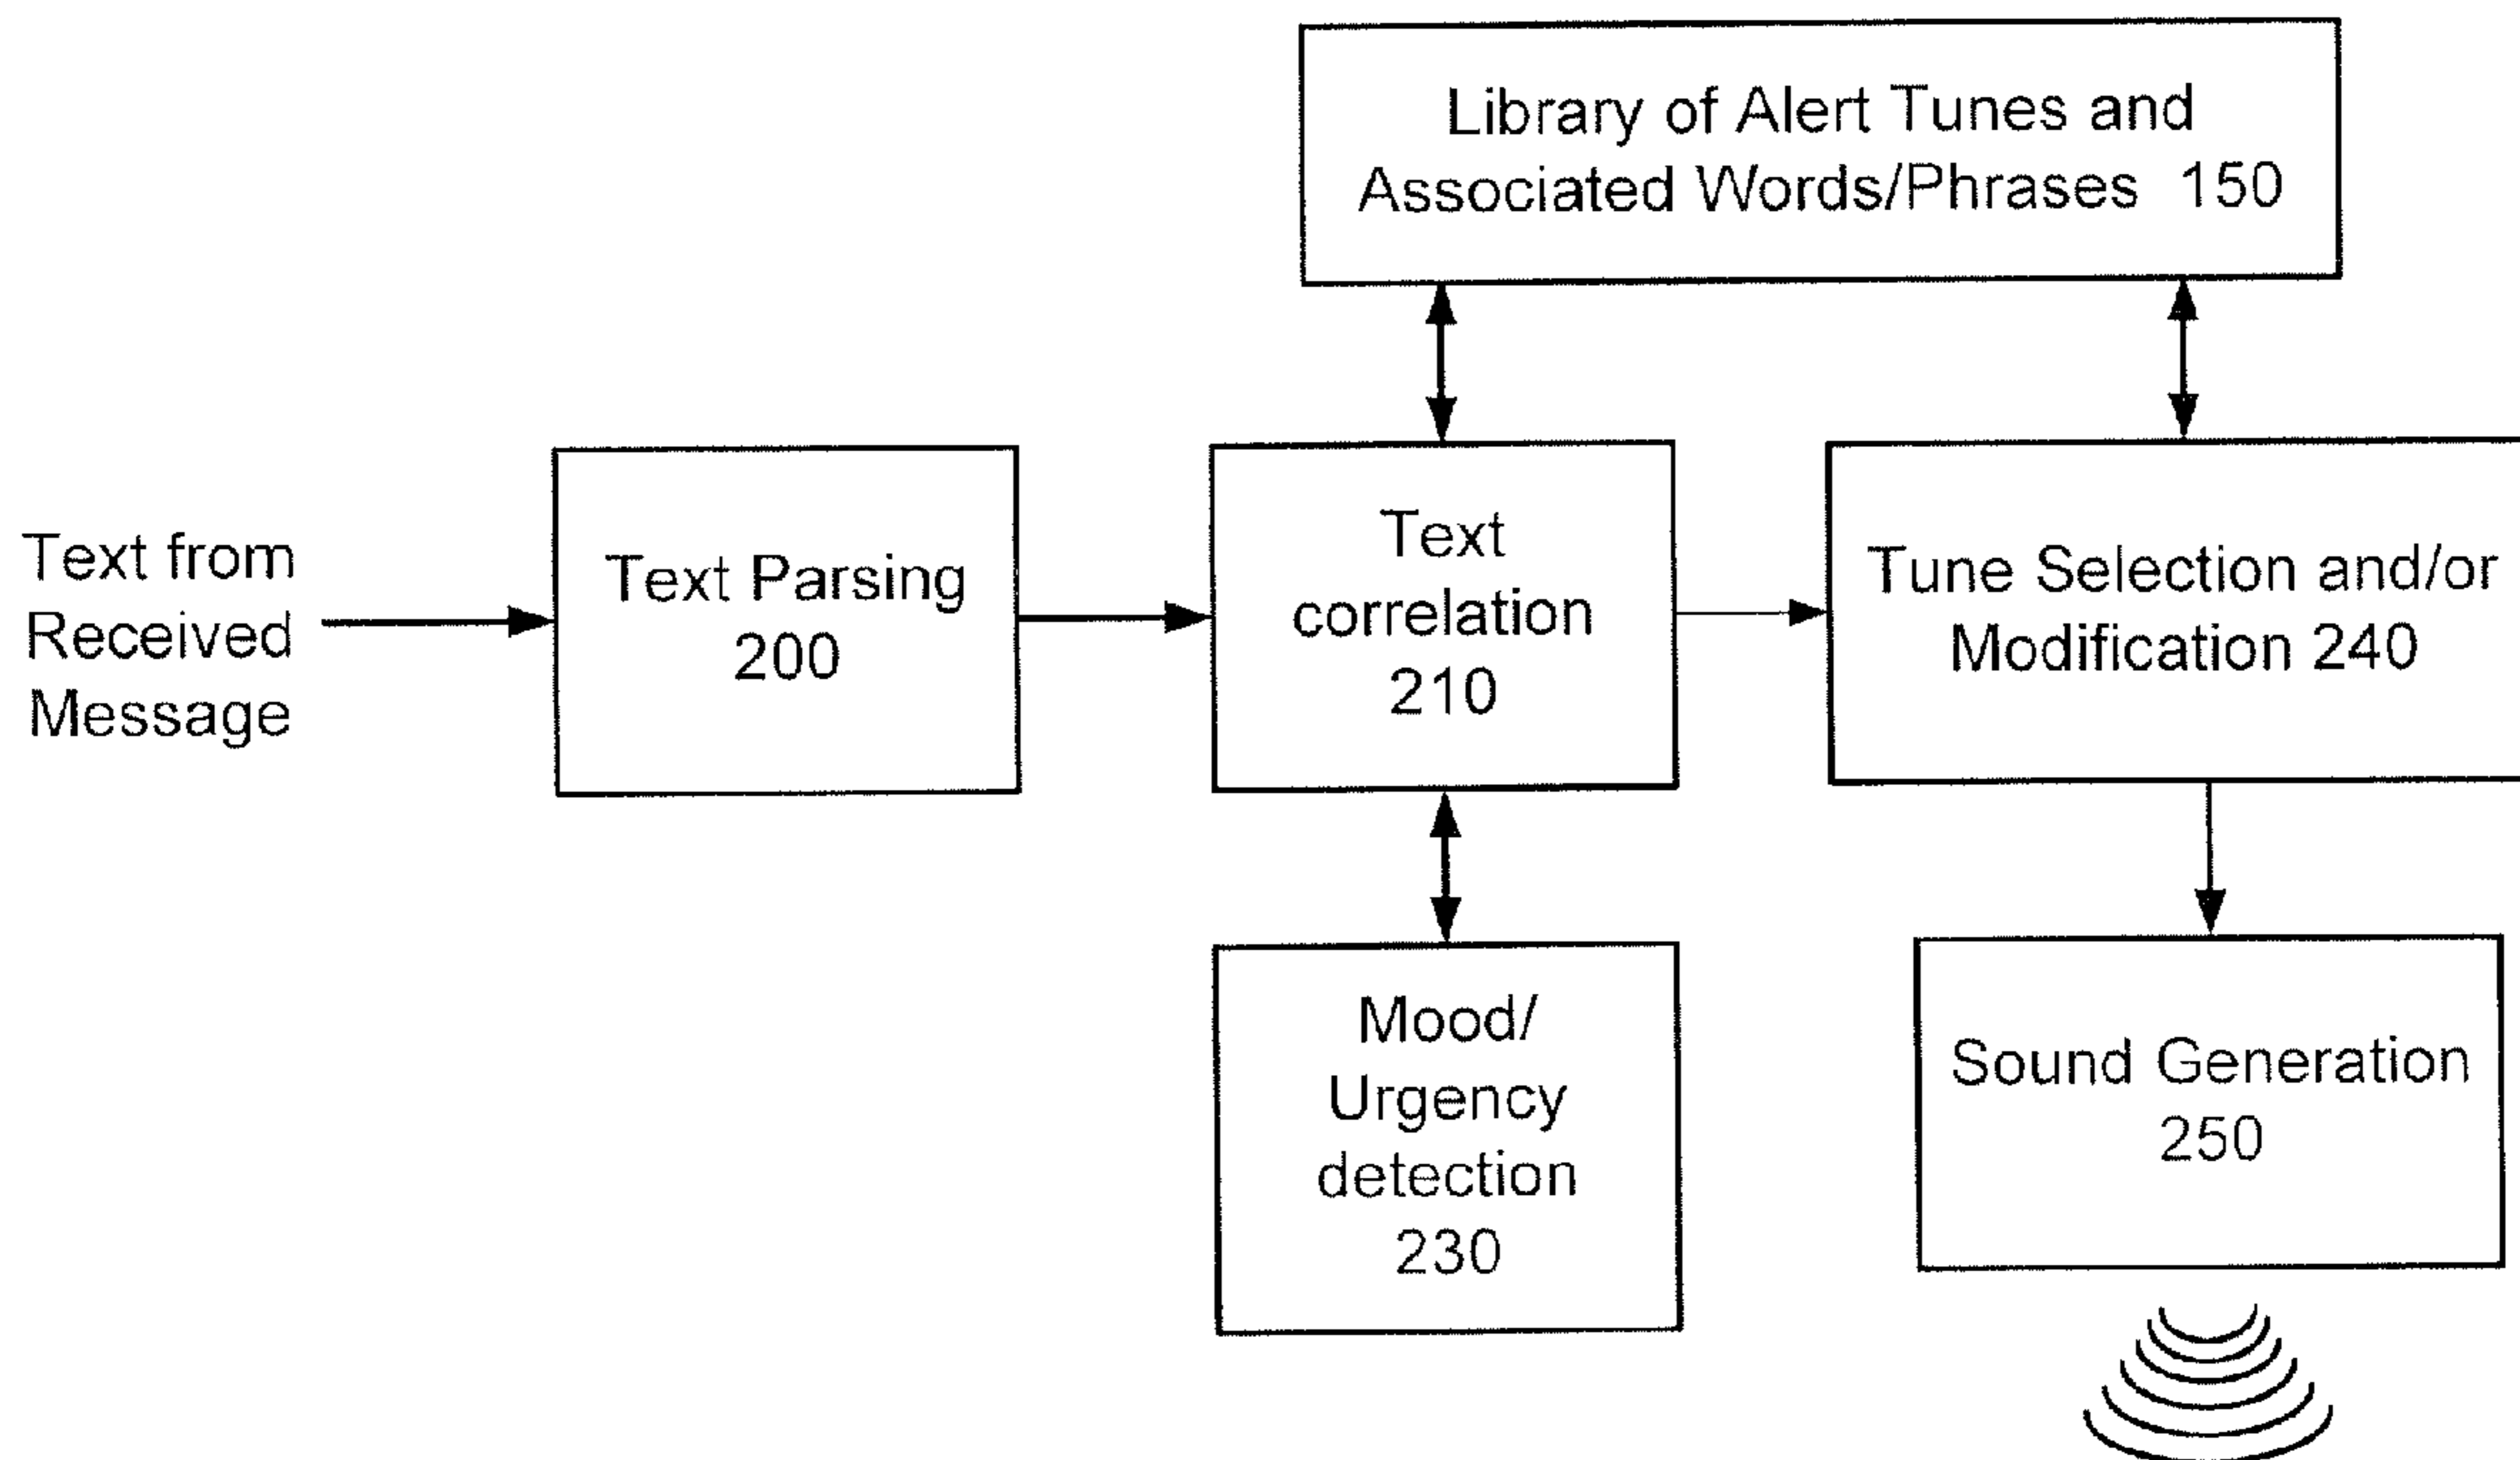 Library of Alert Tunes and
Associated Words/Phrases 150
Text from
Received
Message
Text Parsing
200
Text
correlation
210
Tune Selection and/or
Modification 240
Mood/
Urgency
detection
230
Sound Generation
250